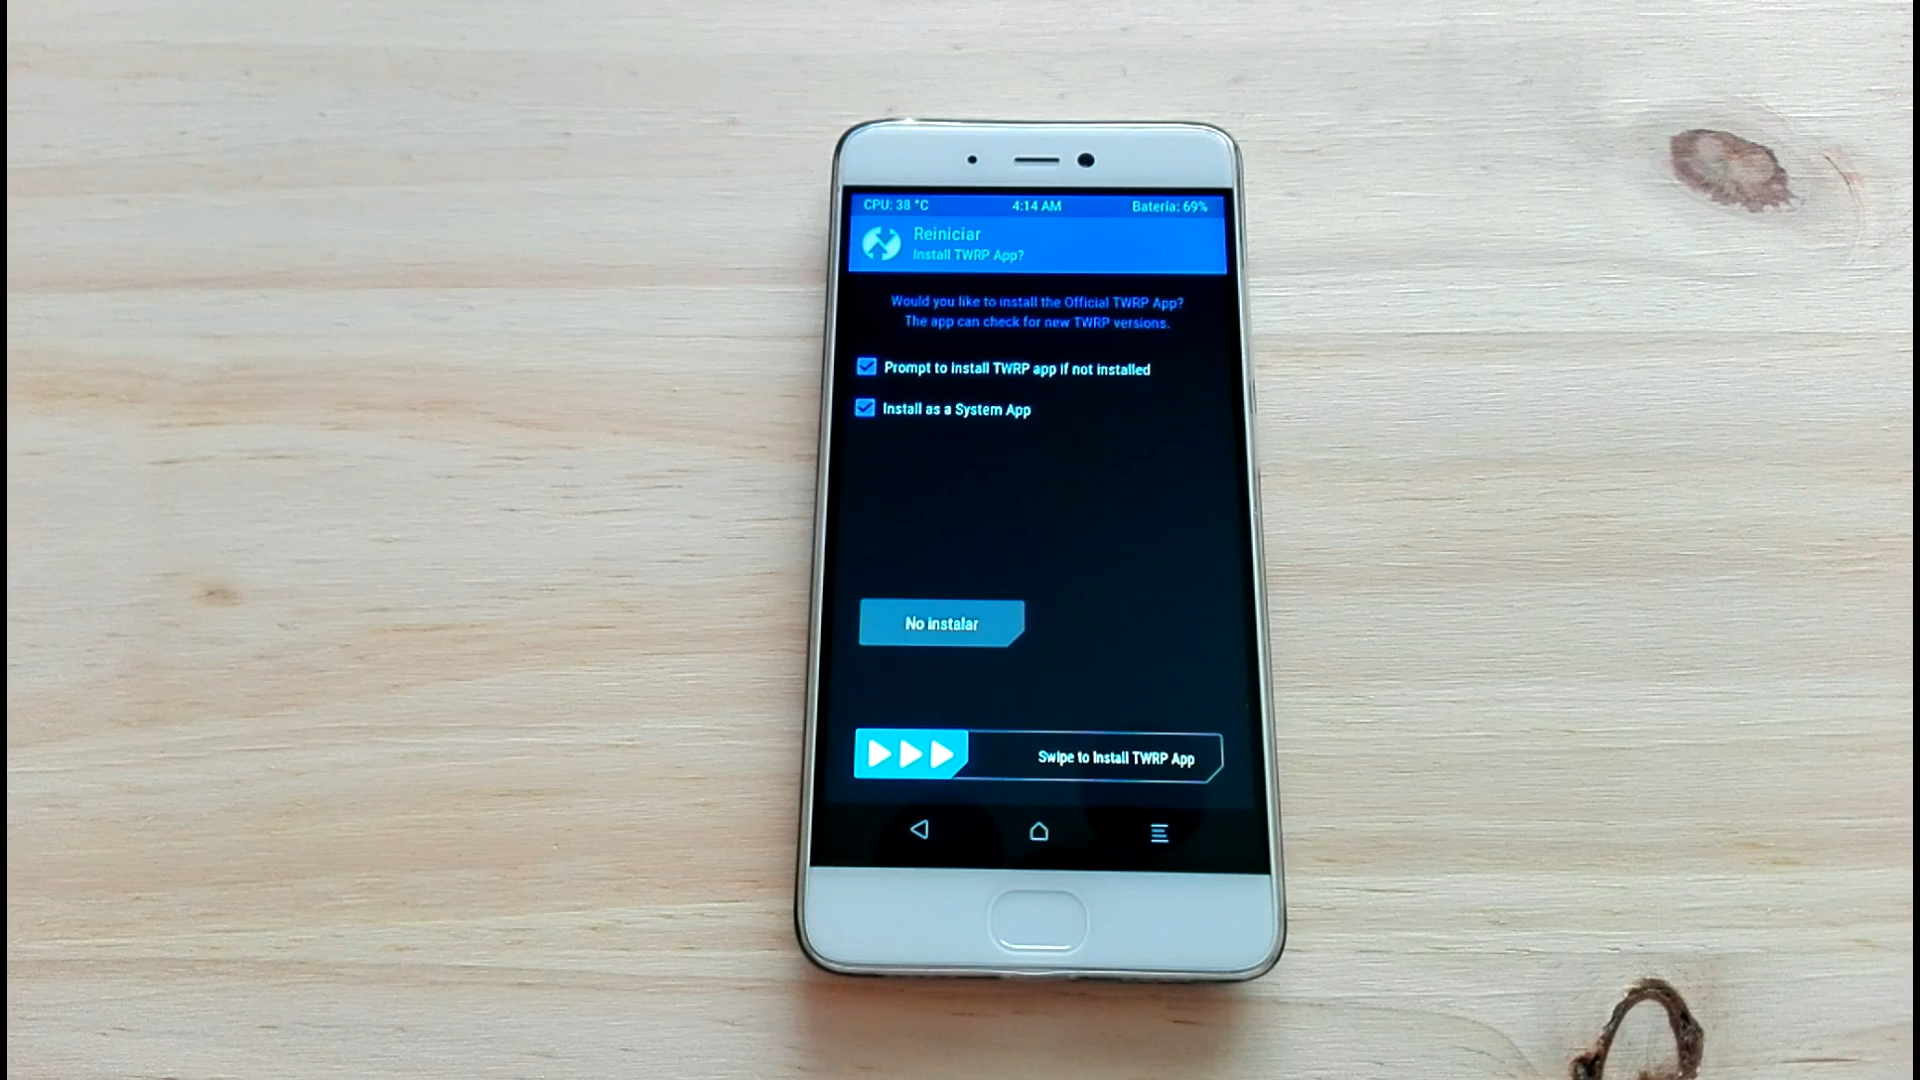 CPU: 38 °C 4:14 AM Batería: 69%
Reiniciar
Install TWRP App?
Would you like to install the Official TWRP App?
The app can check for new TWRP versions.
Prompt to install TWRP app if not installed
Install as a System App
No instalar
Swipe to Install TWRP App